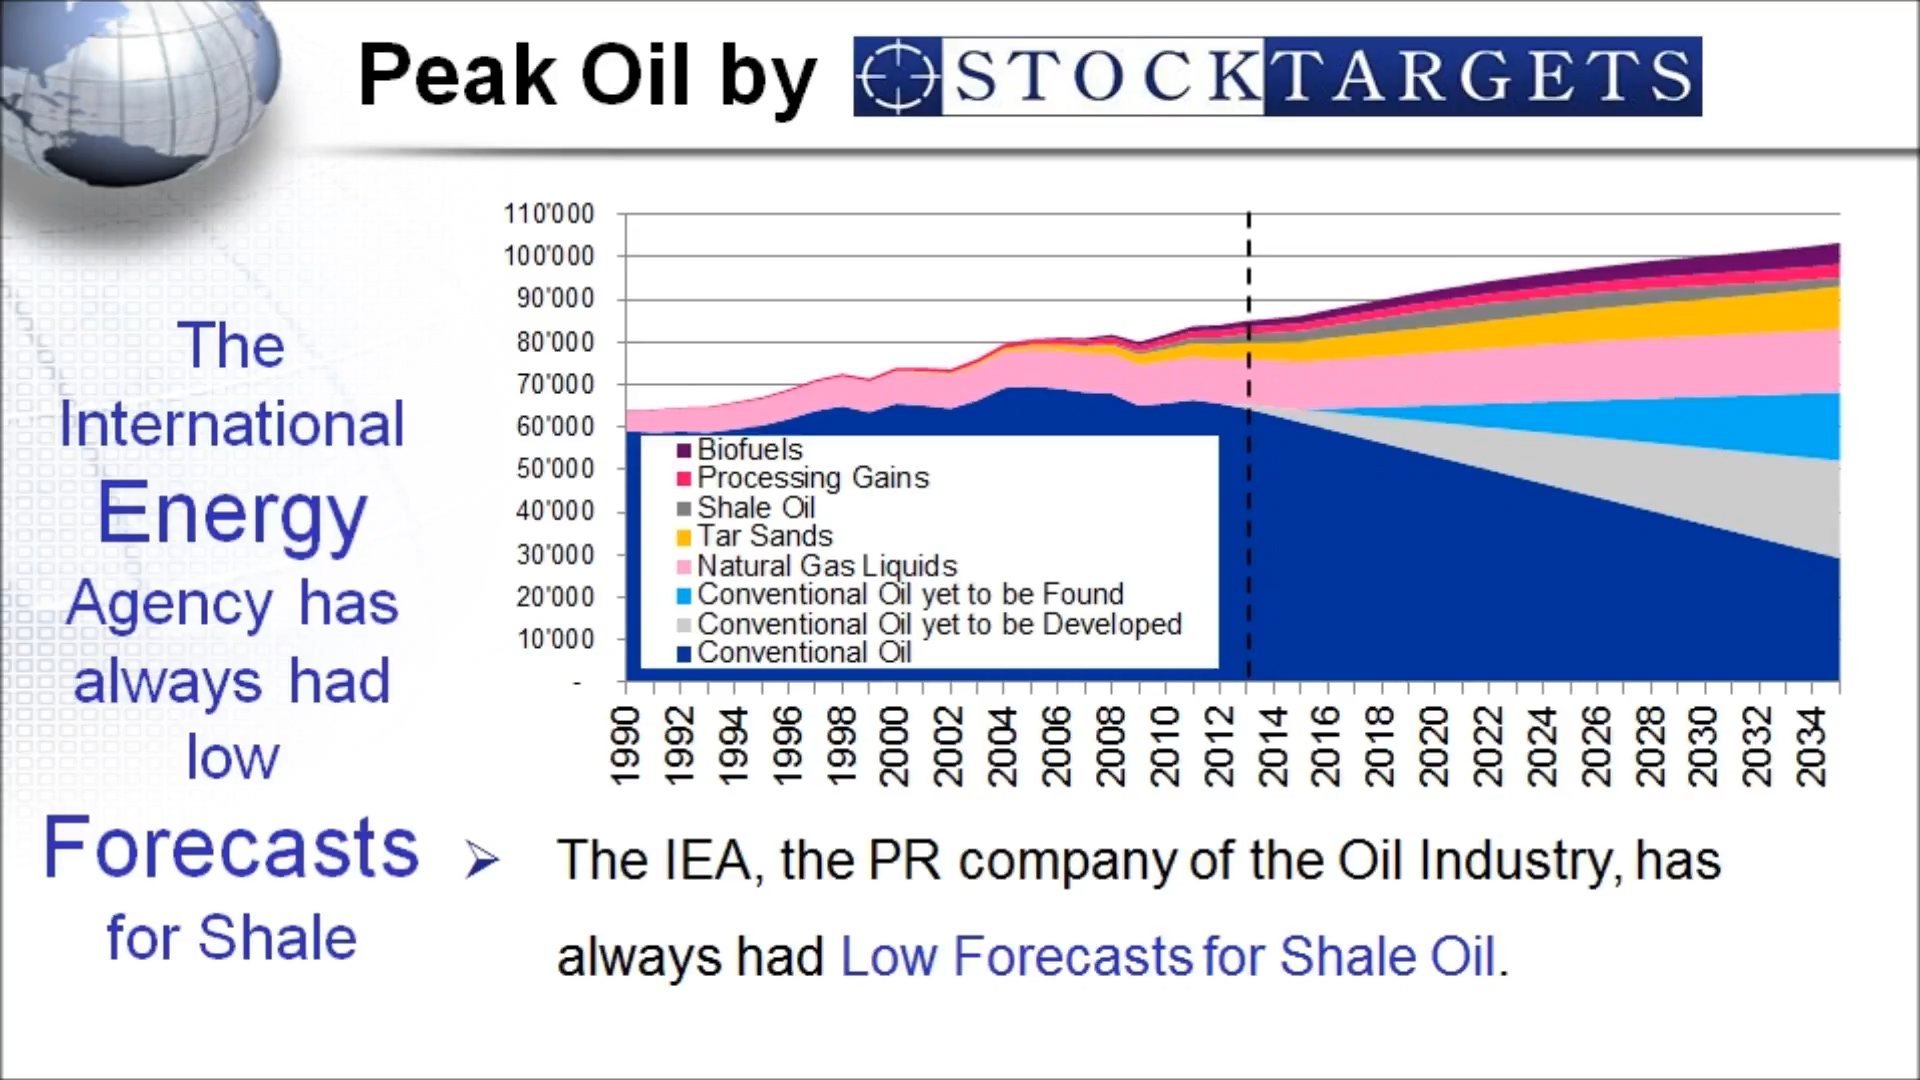 Peak Oil by STOCKTARGETS
The
International
Energy
Agency has
always had
low
Forecasts
for Shale
110'000
100'000
90'000
80'000
70'000
60'000
50'000
40'000
30'000
20'000
10'000
-
Biofuels
Processing Gains
Shale Oil
Tar Sands
Natural Gas Liquids
Conventional Oil yet to be Found
Conventional Oil yet to be Developed
Conventional Oil
1990 1992 1994 1996 1998 2000 2002 2004 2006 2008 2010 2012 2014 2016 2018 2020 2022 2024 2026 2028 2030 2032 2034
➢ The IEA, the PR company of the Oil Industry, has
always had Low Forecasts for Shale Oil.